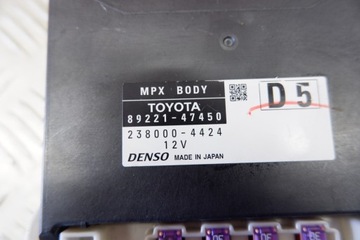 MPX BODY
TOYOTA
89221-47450
D5
238000-4424
12V
DENSO MADE IN JAPAN